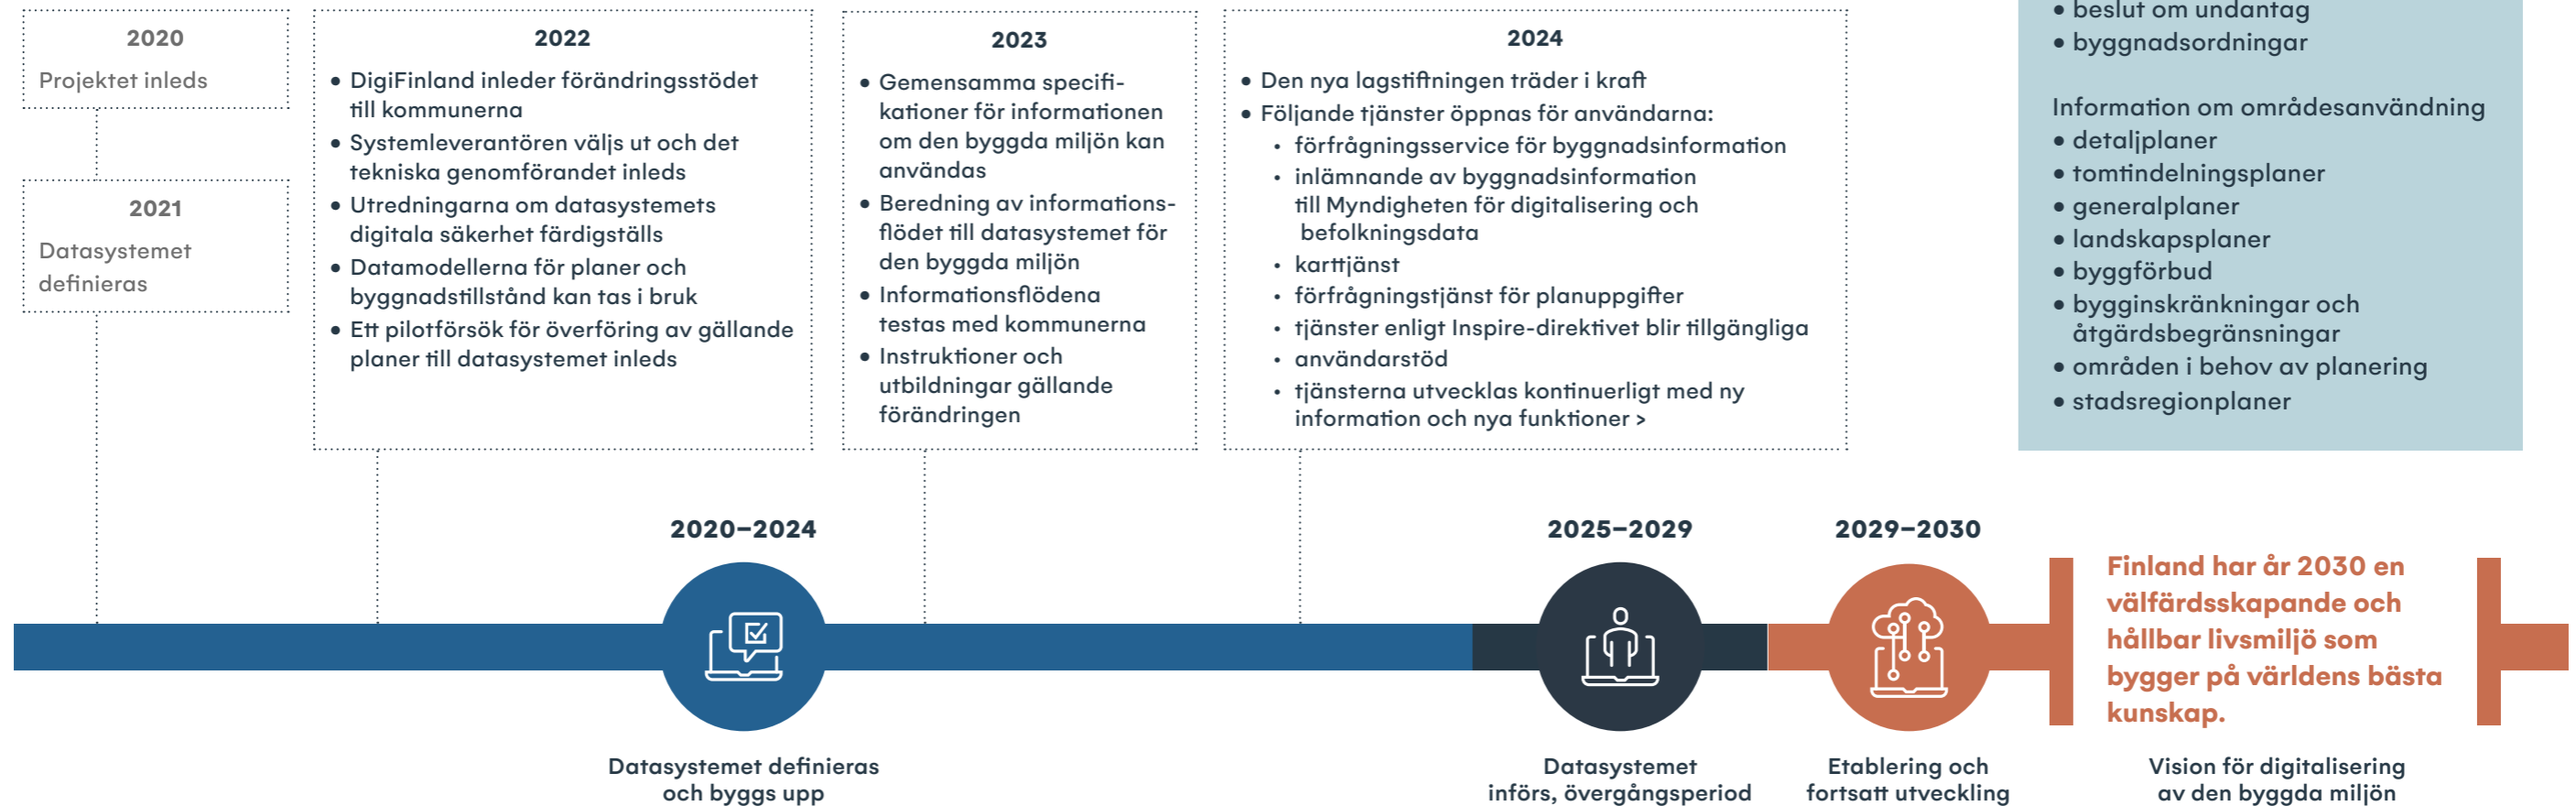 2020
Projektet inleds
2021
Datasystemet
definieras
2022
• DigiFinland inleder förändringsstödet
till kommunerna
• Systemleverantören väljs ut och det
tekniska genomförandet inleds
• Utredningarna om datasystemets
digitala säkerhet färdigställs
• Datamodellerna för planer och
byggnadstillstånd kan tas i bruk
• Ett pilotförsök för överföring av gällande
planer till datasystemet inleds
2023
• Gemensamma specifi-
kationer för informationen
om den byggda miljön kan
användas
• Beredning av informations-
flödet till datasystemet för
den byggda miljön
• Informationsflödena
testas med kommunerna
• Instruktioner och
utbildningar gällande
förändringen
2024
• Den nya lagstiftningen träder i kraft
• Följande tjänster öppnas för användarna:
• förfrågningsservice för byggnadsinformation
• inlämnande av byggnadsinformation
till Myndigheten för digitalisering och
befolkningsdata
• karttjänst
• förfrågningstjänst för planuppgifter
• tjänster enligt Inspire-direktivet blir tillgängliga
• användarstöd
• tjänsterna utvecklas kontinuerligt med ny
information och nya funktioner >
• beslut om undantag
• byggnadsordningar
Information om områdesanvändning
• detaljplaner
• tomtindelningsplaner
• generalplaner
• landskapsplaner
• byggförbud
• bygginskränkningar och
åtgärdsbegränsningar
• områden i behov av planering
• stadsregionplaner
2020–2024
Datasystemet definieras
och byggs upp
2025–2029
Datasystemet
införs, övergångsperiod
2029–2030
Etablering och
fortsatt utveckling
Finland har år 2030 en
välfärdsskapande och
hållbar livsmiljö som
bygger på världens bästa
kunskap.
Vision för digitalisering
av den byggda miljön